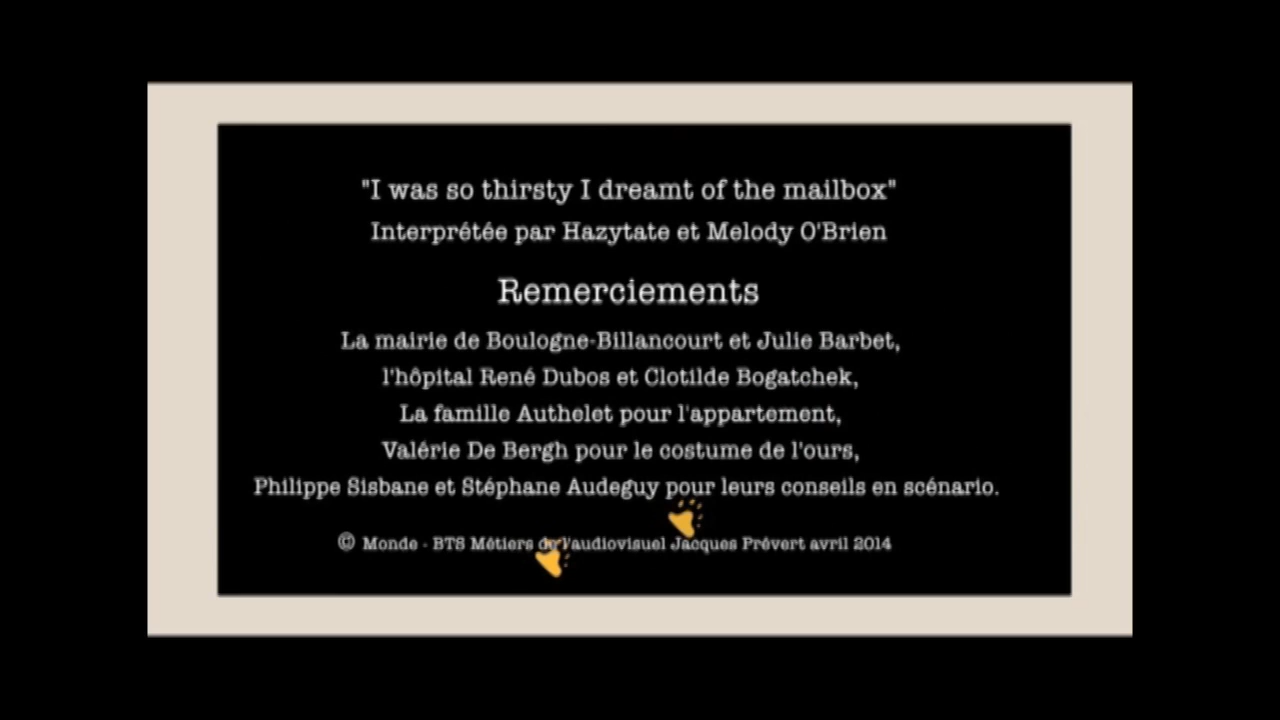 "I was so thirsty I dreamt of the mailbox"
Interprétée par Hazytate et Melody O'Brien
Remerciements
La mairie de Boulogne-Billancourt et Julie Barbet,
l'hôpital René Dubos et Clotilde Bogatchek,
La famille Authelet pour l'appartement,
Valérie De Bergh pour le costume de l'ours,
Philippe Sisbane et Stéphane Audeguy pour leurs conseils en scénario.
© Monde - BTS Métiers de l'audiovisuel Jacques Prévert avril 2014